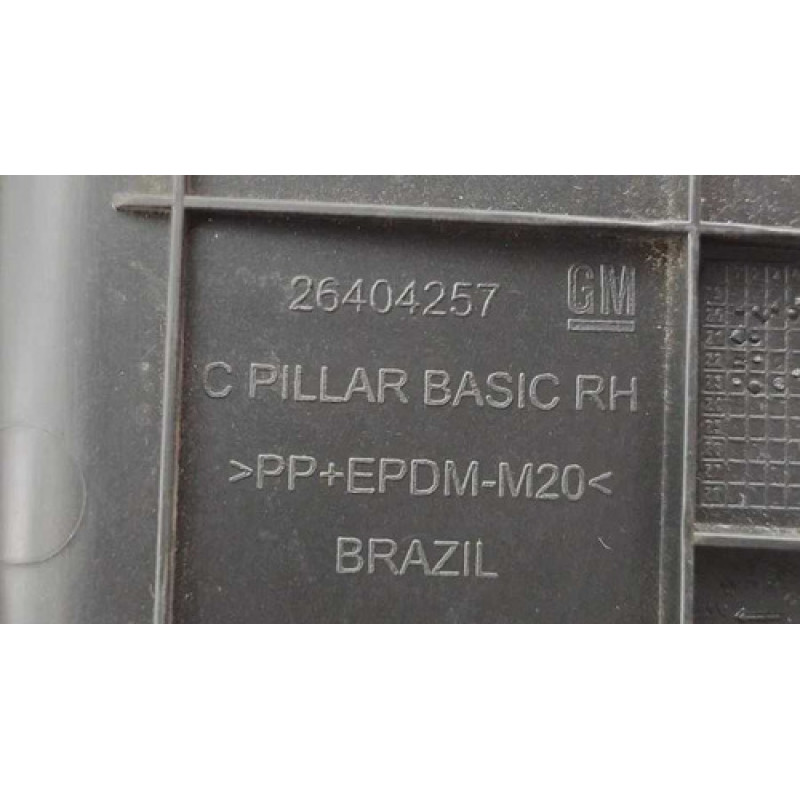 26404257 GM
C PILLAR BASIC RH
>PP+EPDM-M20<
BRAZIL